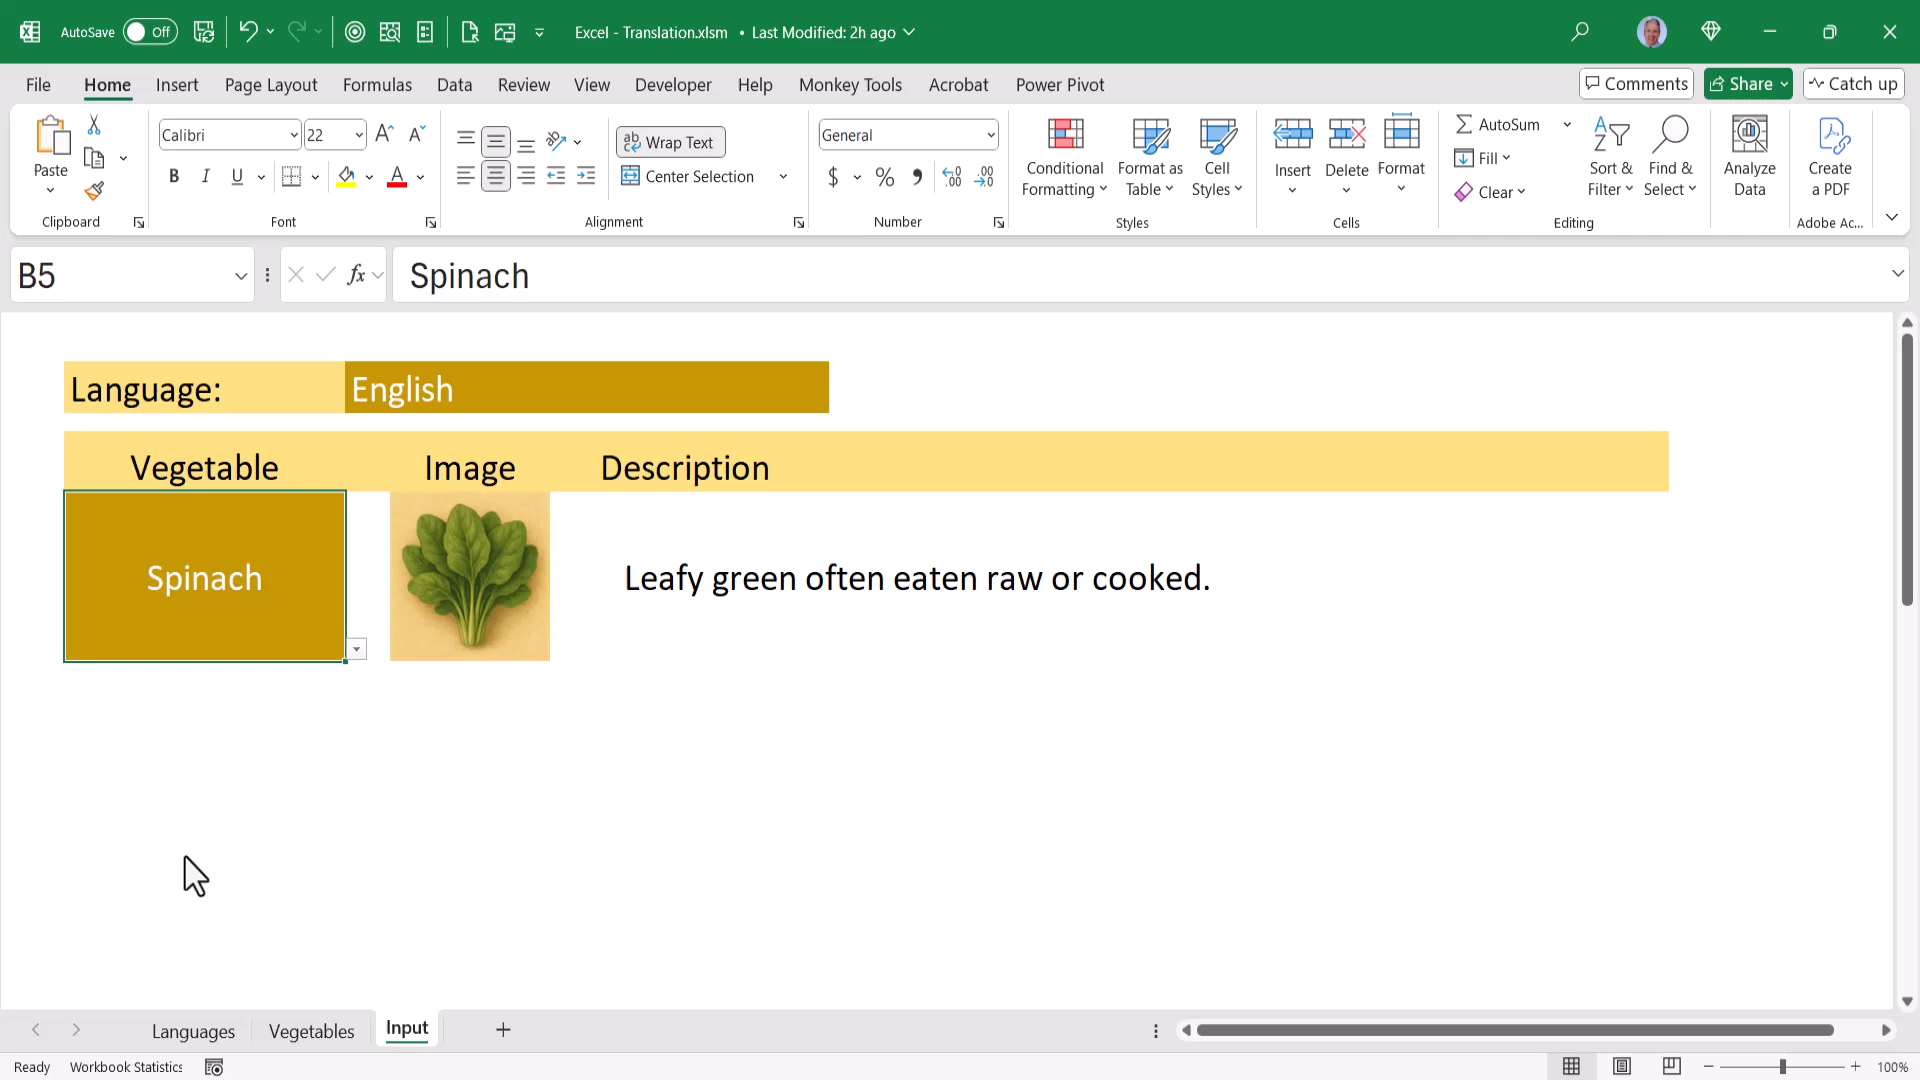 AutoSave Off Excel - Translation.xlsm • Last Modified: 2h ago
File Home Insert Page Layout Formulas Data Review View Developer Help Monkey Tools Acrobat Power Pivot Comments Share Catch up
Paste
Clipboard
Calibri 22
B I U
Font
ab Wrap Text
Center Selection
Alignment
General
$ %
Number
Conditional Formatting
Format as Table
Cell Styles
Styles
Insert Delete Format
Cells
AutoSum
Fill
Clear
Sort & Filter
Find & Select
Editing
Analyze Data
Create a PDF
Adobe Ac...
B5 fx Spinach
Language: English
Vegetable Image Description
Spinach Leafy green often eaten raw or cooked.
Languages Vegetables Input
Ready Workbook Statistics 100%